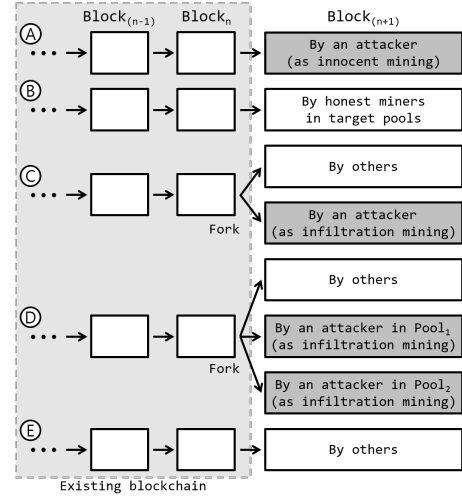 Block(n-1) Block_n Block(n+1)
A
... By an attacker
(as innocent mining)
B
... By honest miners
in target pools
By others
C
...
By an attacker
Fork (as infiltration mining)
By others
D
... By an attacker in Pool₁
(as infiltration mining)
Fork
By an attacker in Pool₂
(as infiltration mining)
E
... By others
Existing blockchain